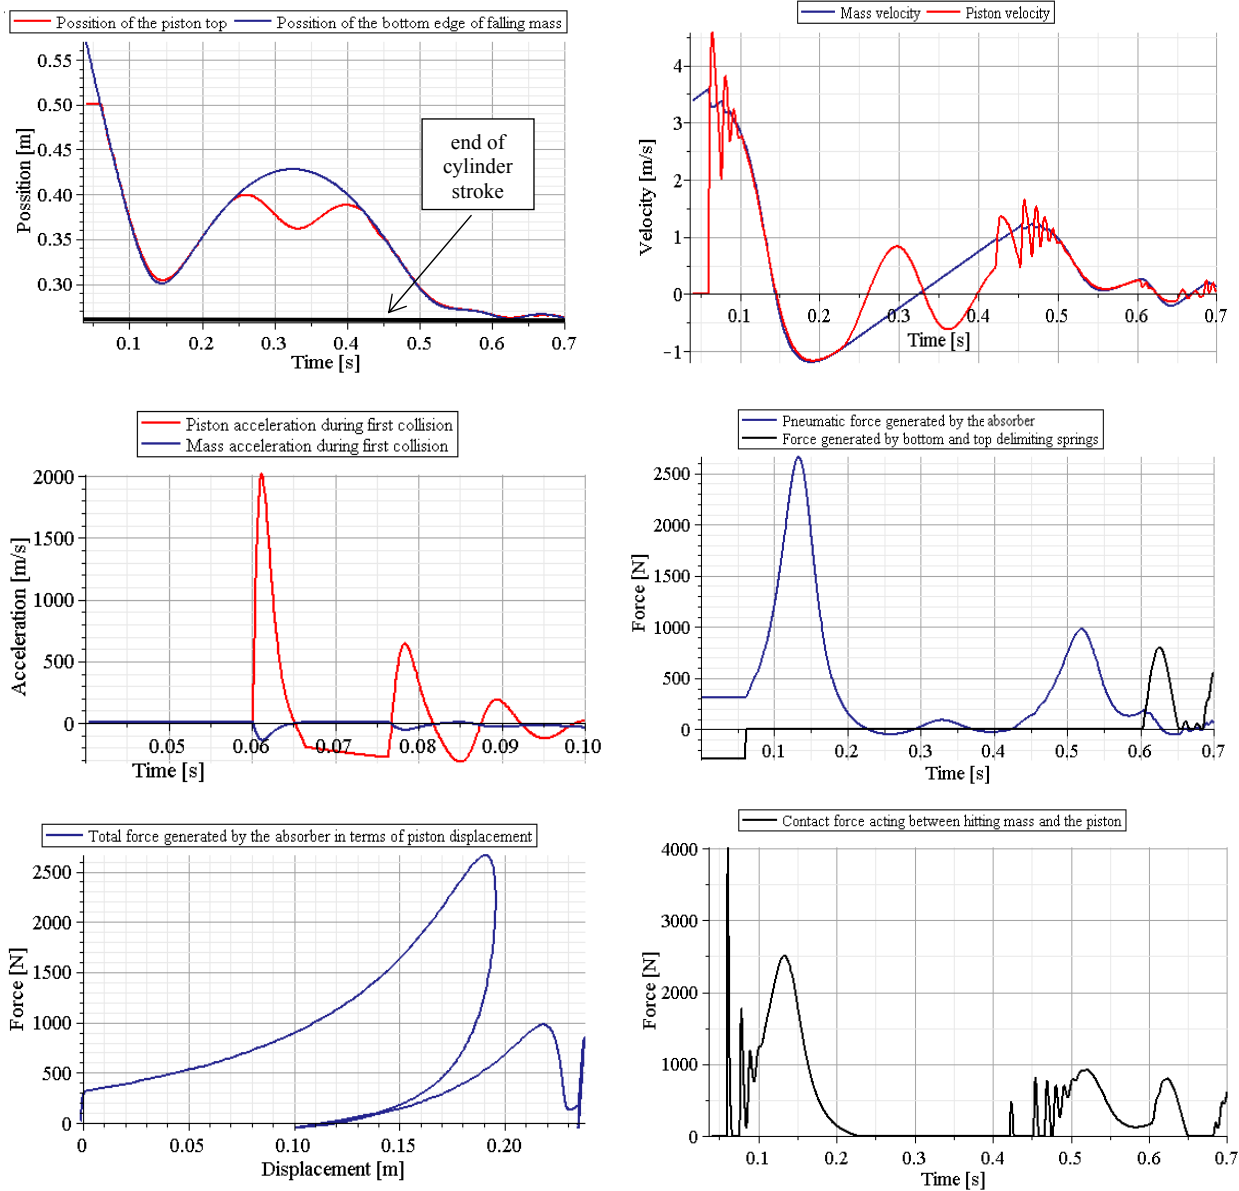 Possition of the piston top Possition of the bottom edge of falling mass
0.55
0.50
0.45
0.40
0.35
0.30
Possition [m]
end of
cylinder
stroke
0.1 0.2 0.3 0.4 0.5 0.6 0.7
Time [s]
Mass velocity Piston velocity
4
3
2
1
0
−1
Velocity [m/s]
0.1 0.2 0.3 0.4 0.5 0.6 0.7
Time [s]
Piston acceleration during first collision
Mass acceleration during first collision
2000
1500
1000
500
0
Acceleration [m/s]
0.05 0.06 0.07 0.08 0.09 0.10
Time [s]
Pneumatic force generated by the absorber
Force generated by bottom and top delimiting springs
2500
2000
1500
1000
500
0
Force [N]
0.1 0.2 0.3 0.4 0.5 0.6 0.7
Time [s]
Total force generated by the absorber in terms of piston displacement
2500
2000
1500
1000
500
0
Force [N]
0 0.05 0.10 0.15 0.20
Displacement [m]
Contact force acting between hitting mass and the piston
4000
3000
2000
1000
0
Force [N]
0.1 0.2 0.3 0.4 0.5 0.6 0.7
Time [s]